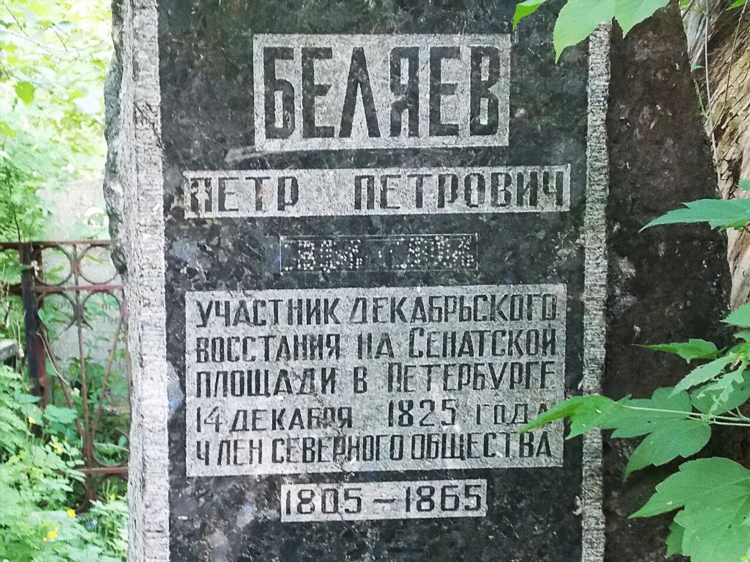 БЕЛЯЕВ
ПЕТР ПЕТРОВИЧ
УЧАСТНИК ДЕКАБРЬСКОГО
ВОССТАНИЯ НА СЕНАТСКОЙ
ПЛОЩАДИ В ПЕТЕРБУРГЕ
14 ДЕКАБРЯ 1825 ГОДА
ЧЛЕН СЕВЕРНОГО ОБЩЕСТВА
1805-1865